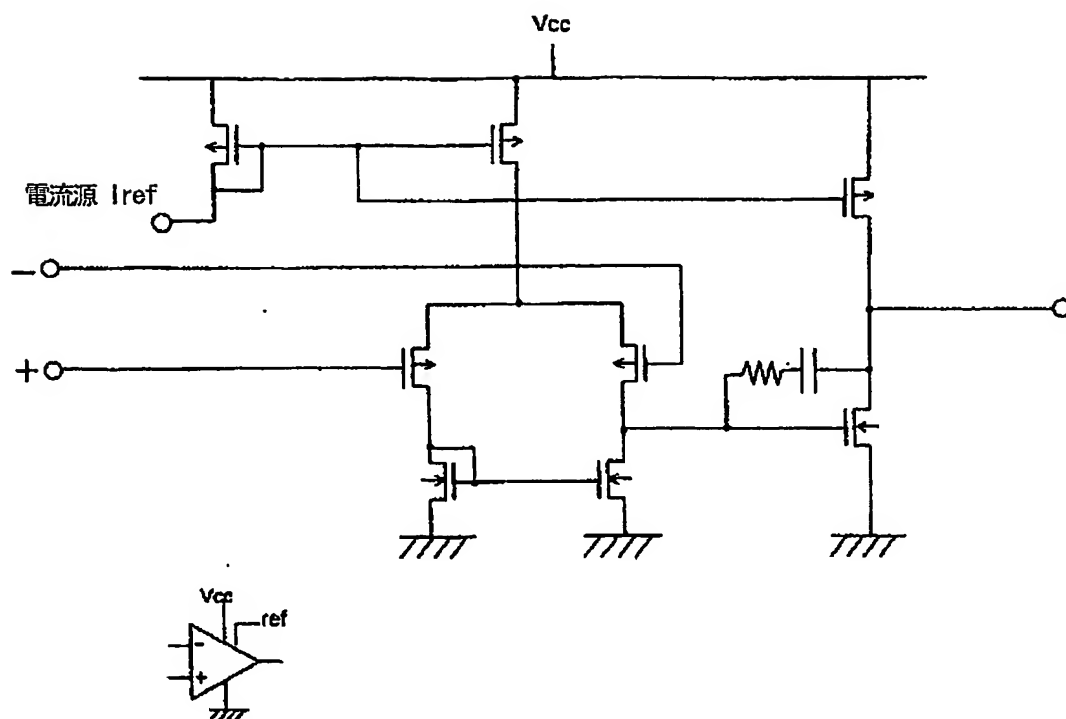 Vcc
電流源 Iref
−
+
Vcc
ref
-
+